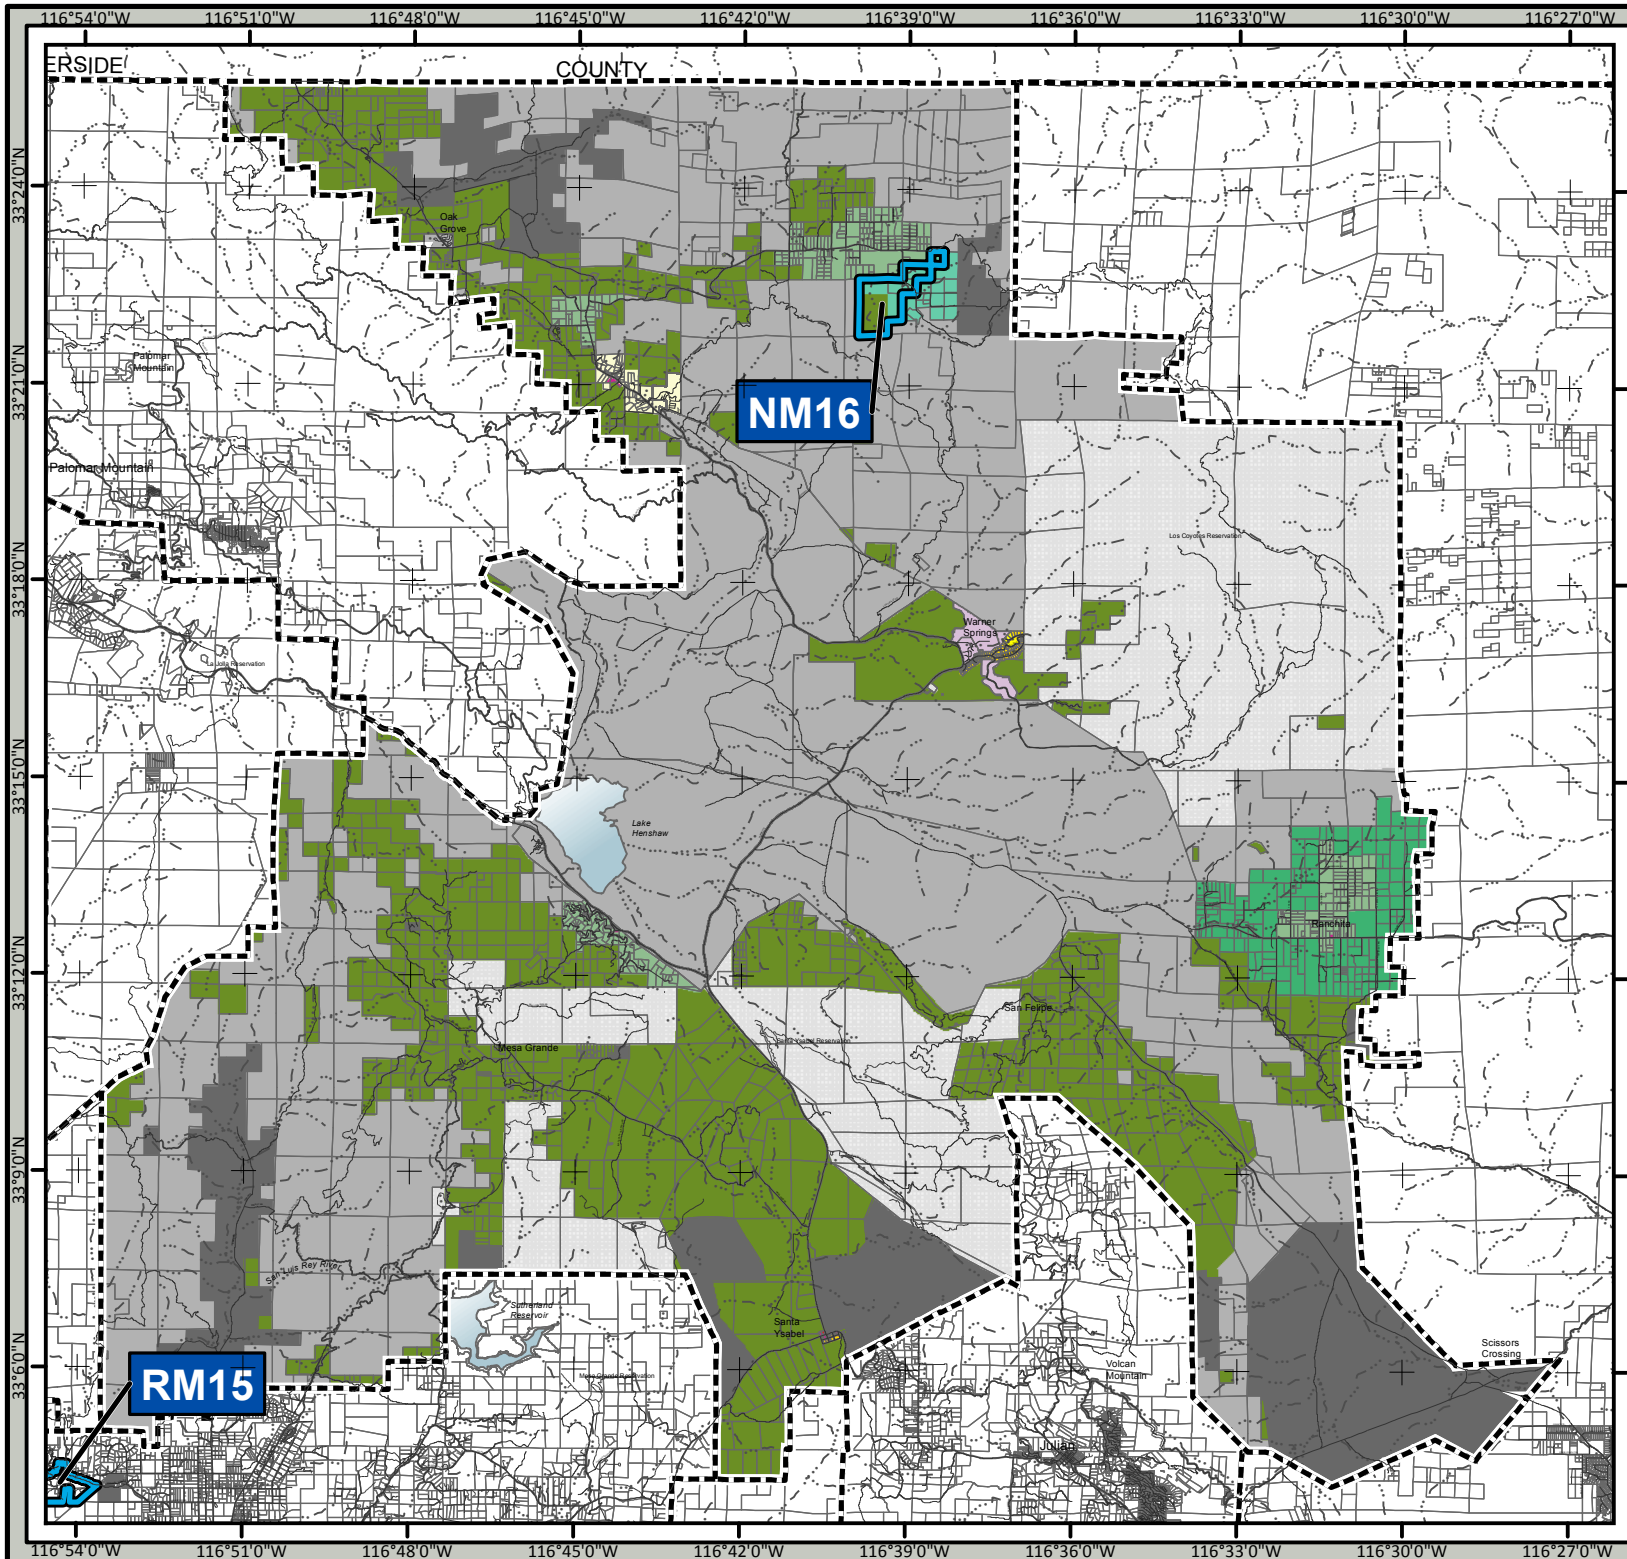 116°54'0"W 116°51'0"W 116°48'0"W 116°45'0"W 116°42'0"W 116°39'0"W 116°36'0"W 116°33'0"W 116°30'0"W 116°27'0"W
ERSIDE
COUNTY
33°24'0"N
Oak
Grove
Palomar
Mountain
33°21'0"N
NM16
Palomar Mountain
Los Coyotes Reservation
33°18'0"N
Warner
Springs
La Jolla Reservation
33°15'0"N
Lake
Henshaw
Ranchita
33°12'0"N
San Felipe
Santa Ysabel Reservation
Mesa Grande
33°9'0"N
San Luis Rey River
Sutherland
Reservoir
Santa
Ysabel
Scissors
Crossing
33°6'0"N
Volcan
Mountain
Mesa Grande Reservation
RM15
Julian
116°54'0"W 116°51'0"W 116°48'0"W 116°45'0"W 116°42'0"W 116°39'0"W 116°36'0"W 116°33'0"W 116°30'0"W 116°27'0"W